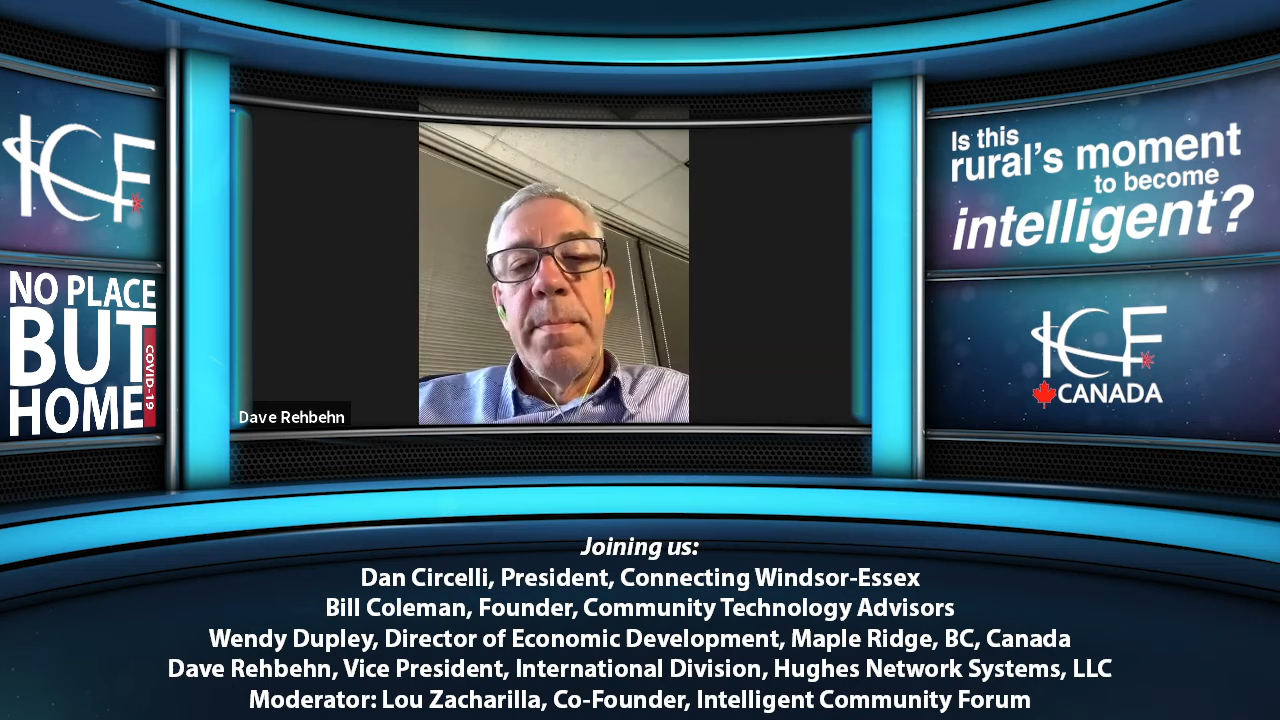 ICF
NO PLACE
BUT
HOME
COVID-19
Dave Rehbehn
Is this
rural's moment
to become
intelligent?
ICF
CANADA
Joining us:
Dan Circelli, President, Connecting Windsor-Essex
Bill Coleman, Founder, Community Technology Advisors
Wendy Dupley, Director of Economic Development, Maple Ridge, BC, Canada
Dave Rehbehn, Vice President, International Division, Hughes Network Systems, LLC
Moderator: Lou Zacharilla, Co-Founder, Intelligent Community Forum